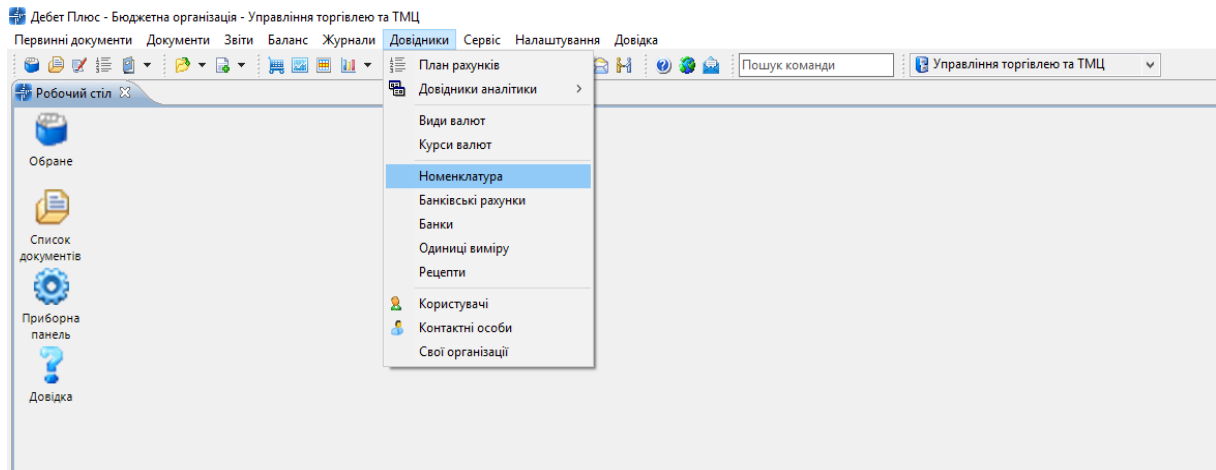 Дебет Плюс - Бюджетна організація - Управління торгівлею та ТМЦ
Первинні документи Документи Звіти Баланс Журнали Довідники Сервіс Налаштування Довідка
Пошук команди Управління торгівлею та ТМЦ
Робочий стіл
Обране
Список
документів
Приборна
панель
Довідка
План рахунків
Довідники аналітики
Види валют
Курси валют
Номенклатура
Банківські рахунки
Банки
Одиниці виміру
Рецепти
Користувачі
Контактні особи
Свої організації